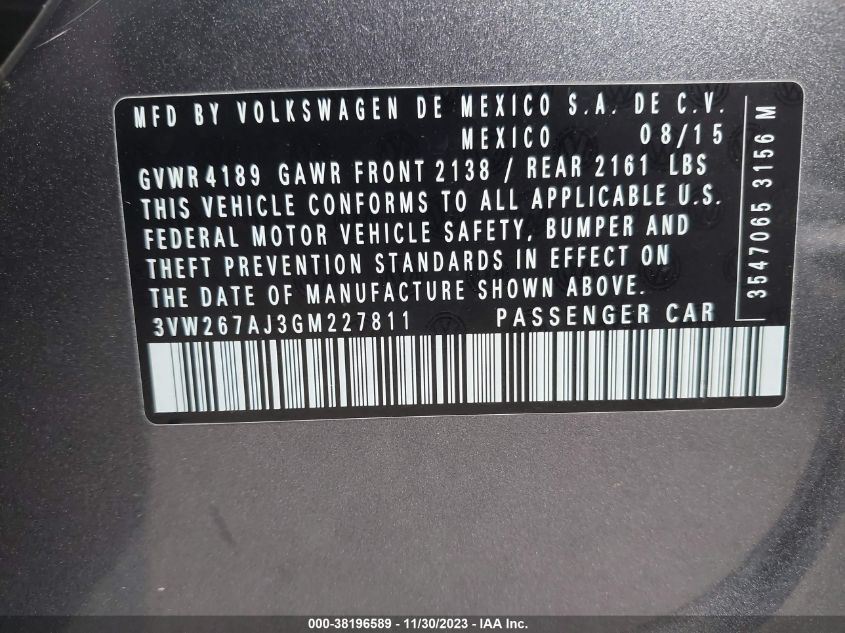 MFD BY VOLKSWAGEN DE MEXICO S.A. DE C.V.
MEXICO 08/15
GVWR 4189 GAWR FRONT 2138 / REAR 2161 LBS
THIS VEHICLE CONFORMS TO ALL APPLICABLE U.S.
FEDERAL MOTOR VEHICLE SAFETY, BUMPER AND
THEFT PREVENTION STANDARDS IN EFFECT ON
THE DATE OF MANUFACTURE SHOWN ABOVE.
3VW267AJ3GM227811 PASSENGER CAR
3547065 3156 M
000-38196589 - 11/30/2023 - IAA Inc.